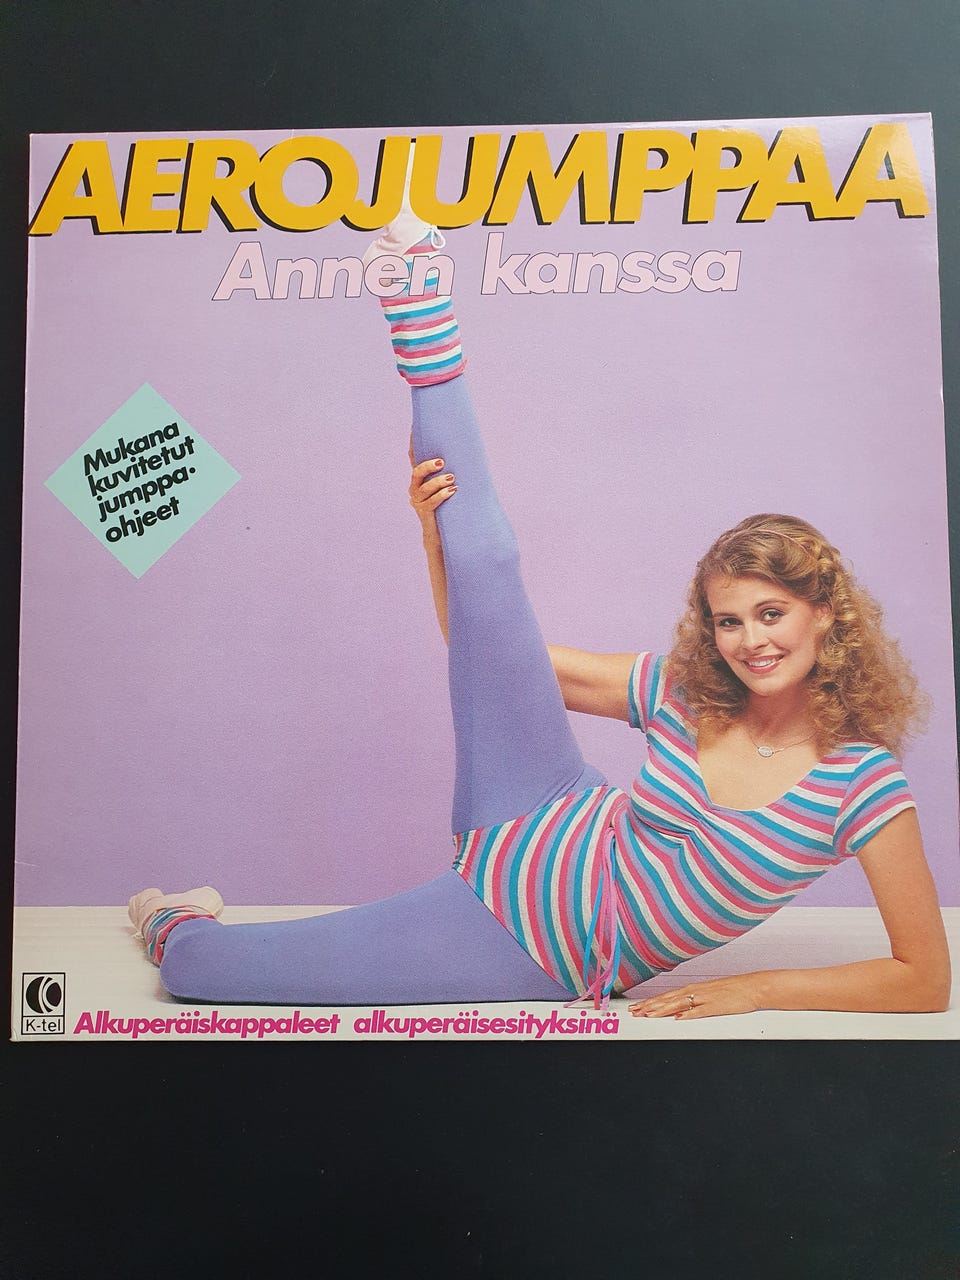 AEROJUMPPAA
Annen kanssa
Mukana
kuvitetut
jumppa-
ohjeet
K-tel
Alkuperäiskappaleet alkuperäisesityksinä